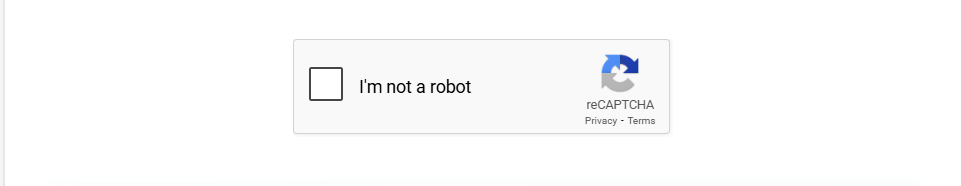 I'm not a robot
reCAPTCHA
Privacy - Terms